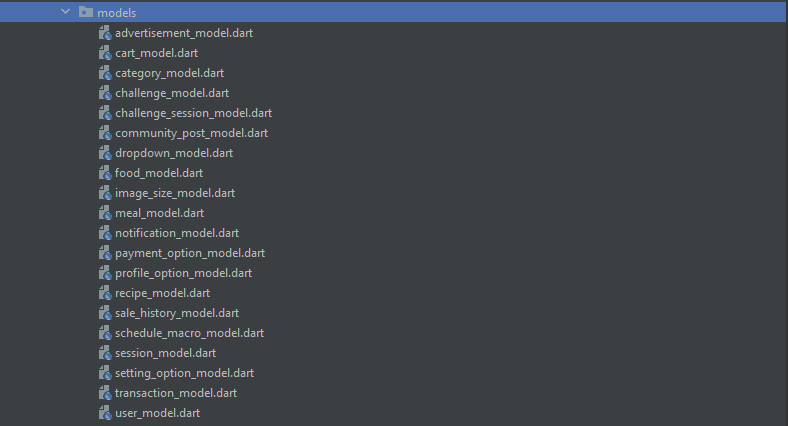 models
advertisement_model.dart
cart_model.dart
category_model.dart
challenge_model.dart
challenge_session_model.dart
community_post_model.dart
dropdown_model.dart
food_model.dart
image_size_model.dart
meal_model.dart
notification_model.dart
payment_option_model.dart
profile_option_model.dart
recipe_model.dart
sale_history_model.dart
schedule_macro_model.dart
session_model.dart
setting_option_model.dart
transaction_model.dart
user_model.dart